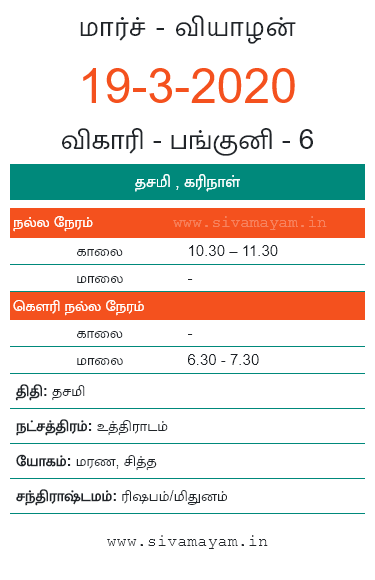 மார்ச் - வியாழன்
19-3-2020
விகாரி - பங்குனி - 6
தசமி , கரிநாள்
நல்ல நேரம் www.sivamayam.in
காலை 10.30 – 11.30
மாலை -
கௌரி நல்ல நேரம்
காலை -
மாலை 6.30 - 7.30
திதி: தசமி
நட்சத்திரம்: உத்திராடம்
யோகம்: மரண, சித்த
சந்திராஷ்டமம்: ரிஷபம்/மிதுனம்
www.sivamayam.in